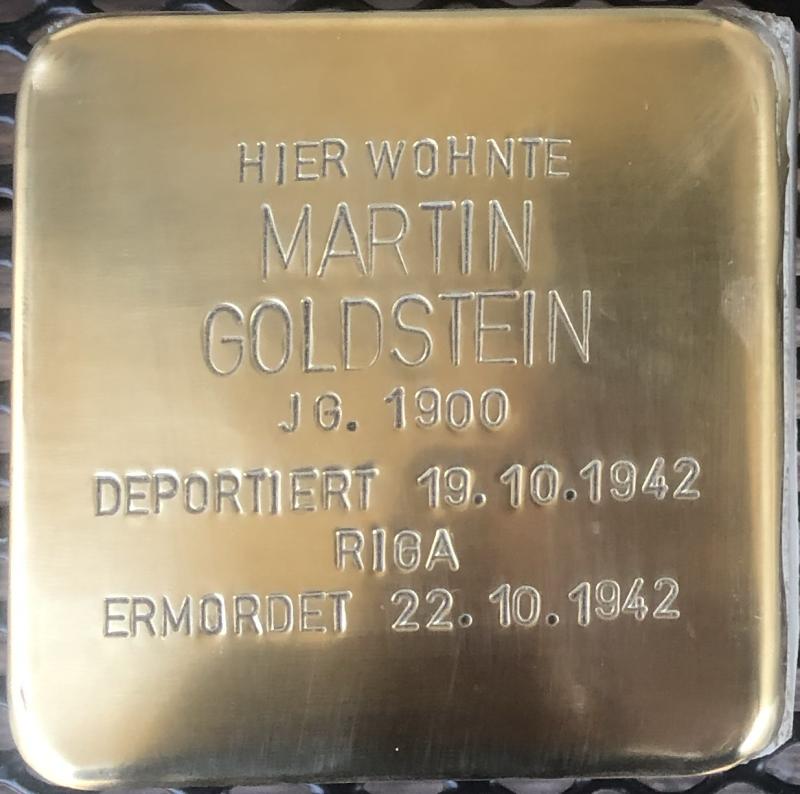 HIER WOHNTE
MARTIN
GOLDSTEIN
JG. 1900
DEPORTIERT 19.10.1942
RIGA
ERMORDET 22.10.1942